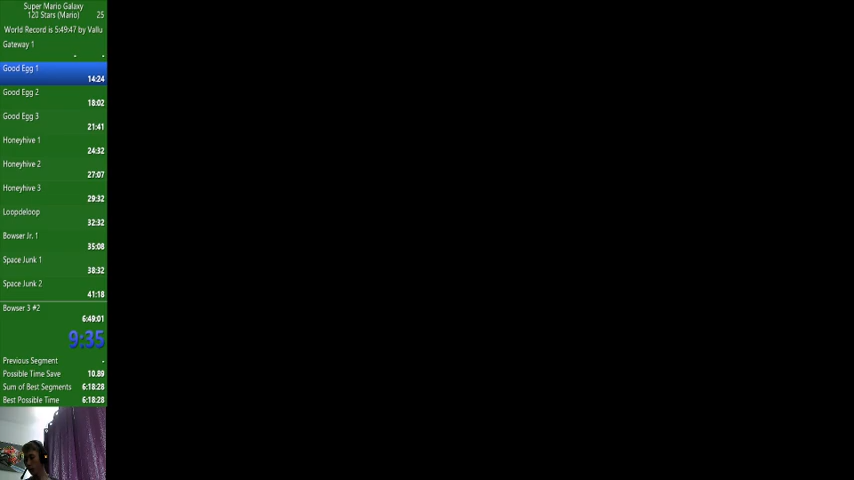 Super Mario Galaxy
120 Stars (Mario) 25
World Record is 5:49:47 by Vallu
Gateway 1
- -
Good Egg 1
14:24
Good Egg 2
18:02
Good Egg 3
21:41
Honeyhive 1
24:32
Honeyhive 2
27:07
Honeyhive 3
29:32
Loopdeloop
32:32
Bowser Jr. 1
35:08
Space Junk 1
38:32
Space Junk 2
41:18
Bowser 3 #2
6:49:01
9:35
Previous Segment -
Possible Time Save 10.89
Sum of Best Segments 6:18:28
Best Possible Time 6:18:28